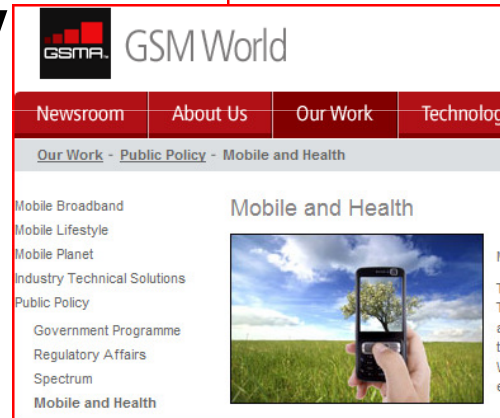 GSMA
GSM World
Newsroom About Us Our Work
Our Work - Public Policy - Mobile and Health
Mobile Broadband
Mobile Lifestyle
Mobile Planet
Industry Technical Solutions
Public Policy
Government Programme
Regulatory Affairs
Spectrum
Mobile and Health
Mobile and Health